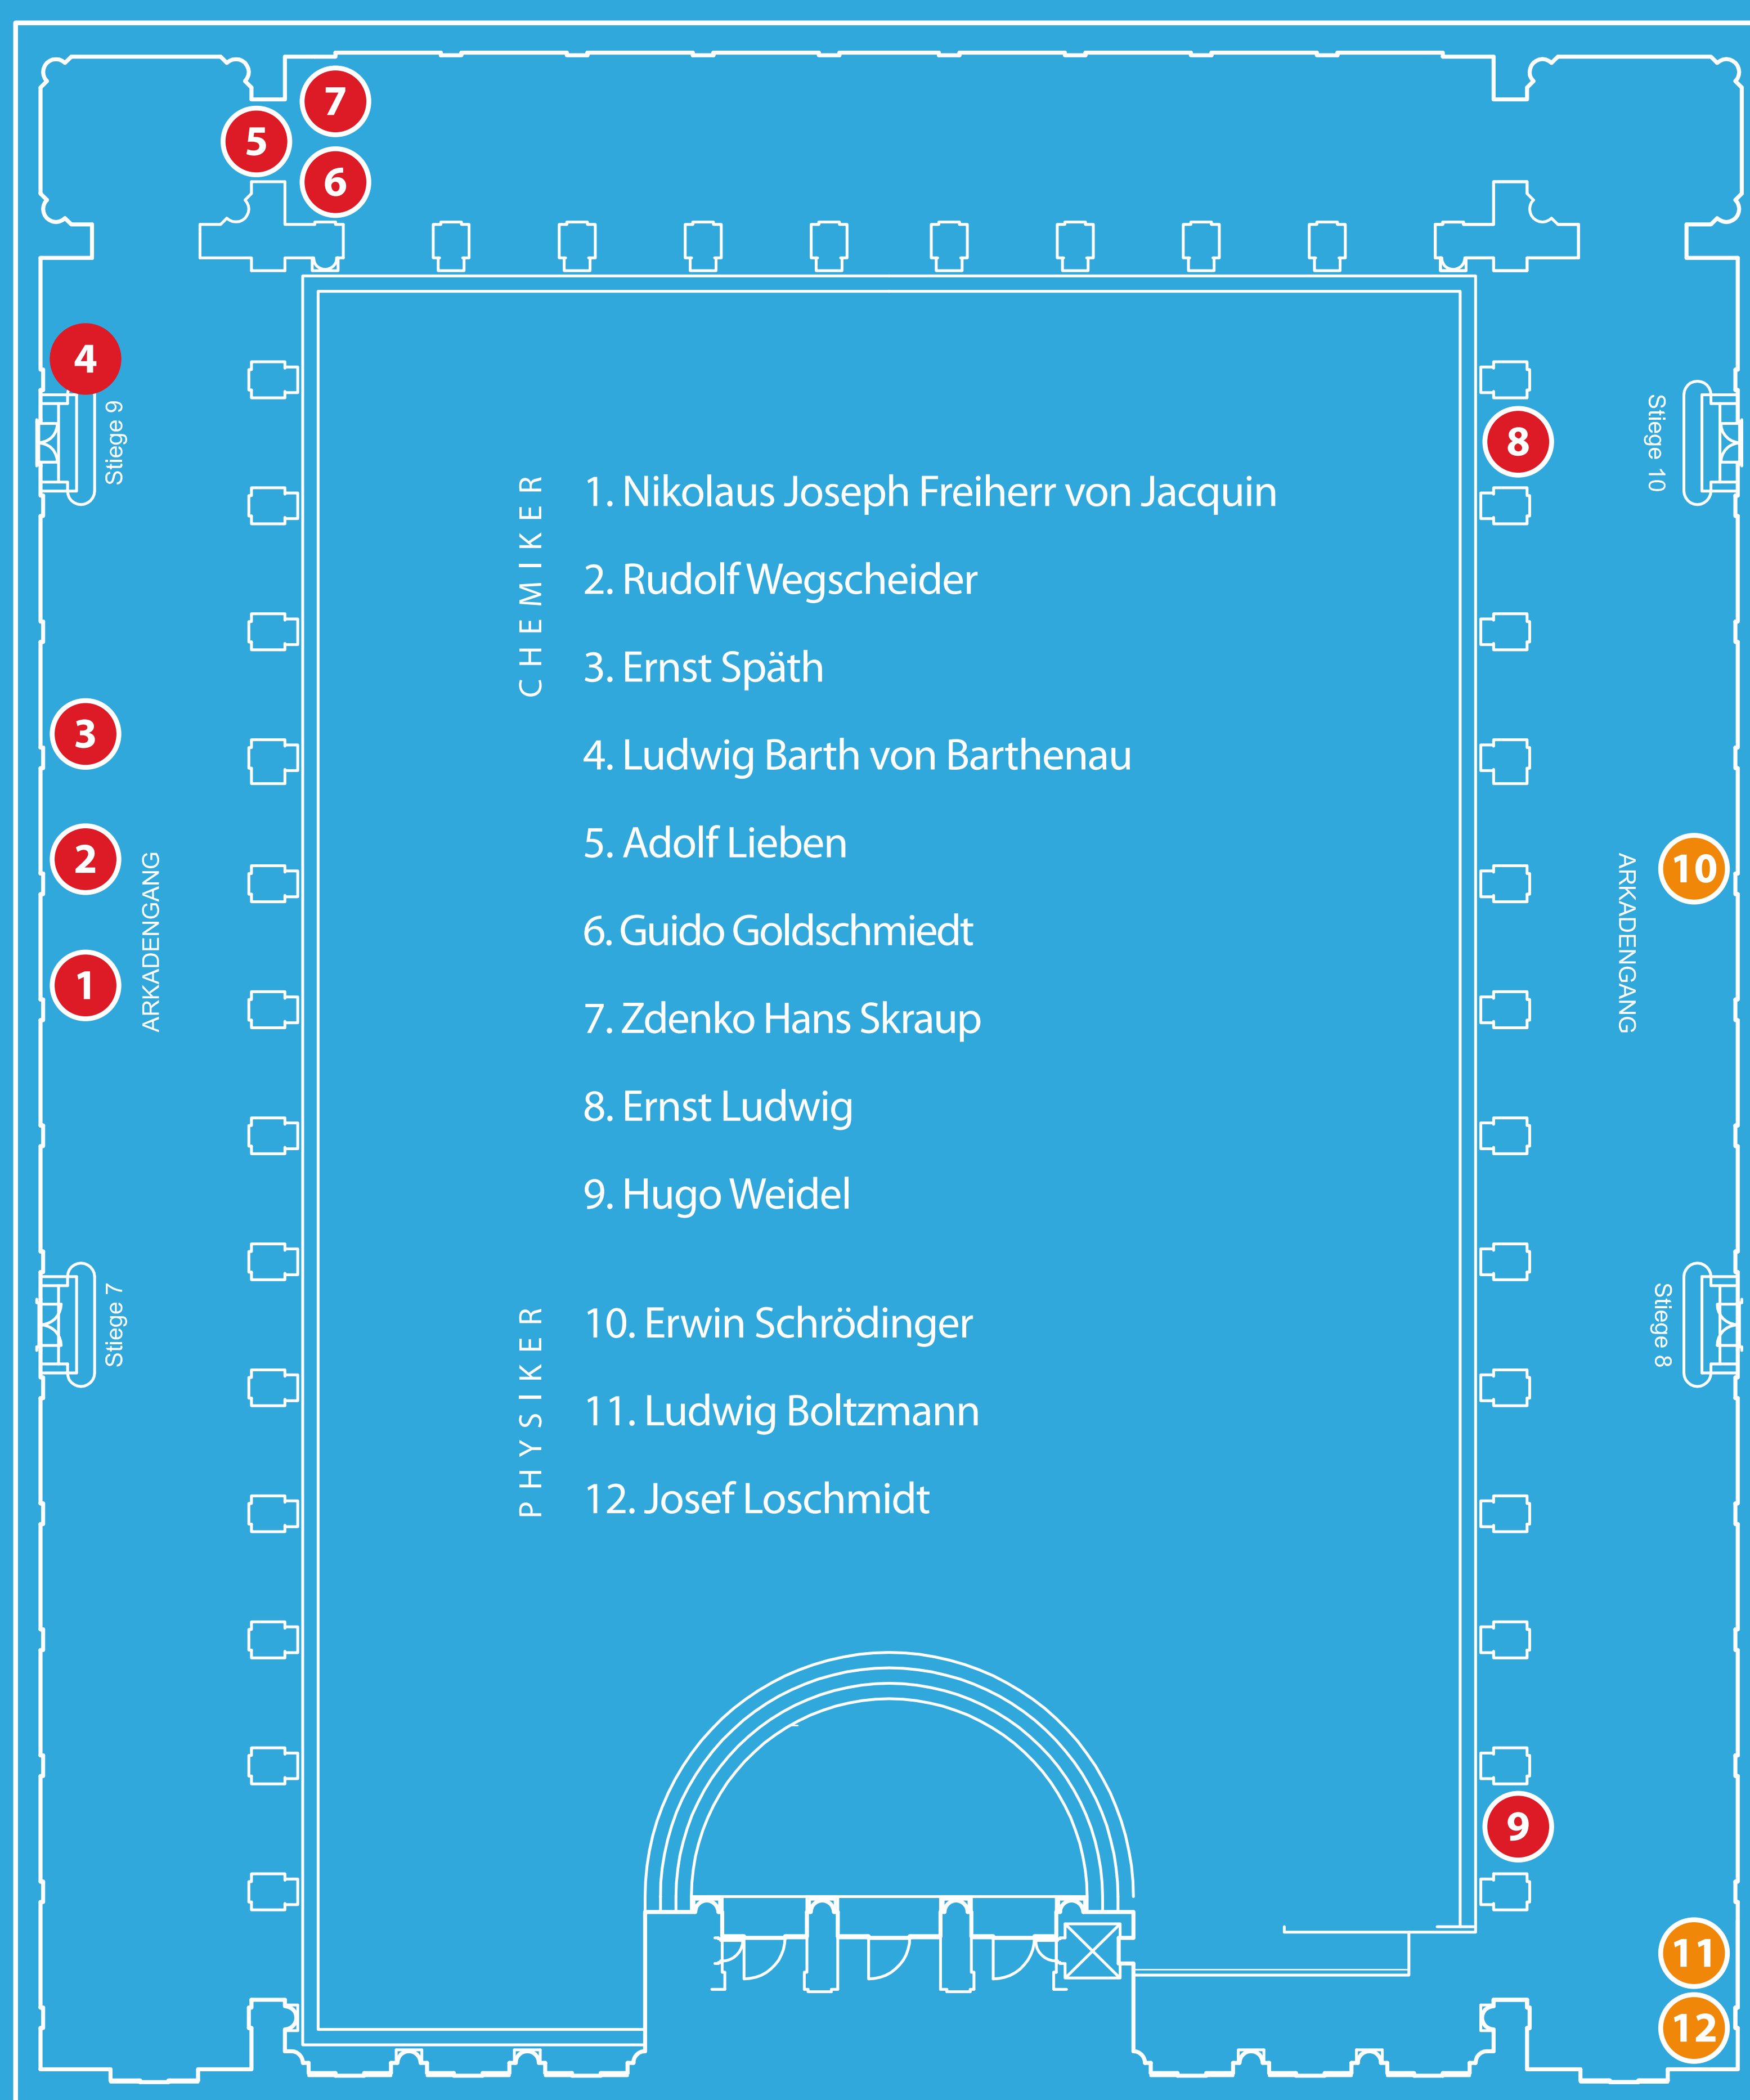 7
5
6
4
Stiege 9
8
Stiege 10
CHEMIKER
1. Nikolaus Joseph Freiherr von Jacquin
2. Rudolf Wegscheider
3. Ernst Späth
4. Ludwig Barth von Barthenau
5. Adolf Lieben
6. Guido Goldschmiedt
7. Zdenko Hans Skraup
8. Ernst Ludwig
9. Hugo Weidel
3
2
1
ARKADENGANG
10
ARKADENGANG
Stiege 7
Stiege 8
PHYSIKER
10. Erwin Schrödinger
11. Ludwig Boltzmann
12. Josef Loschmidt
9
11
12